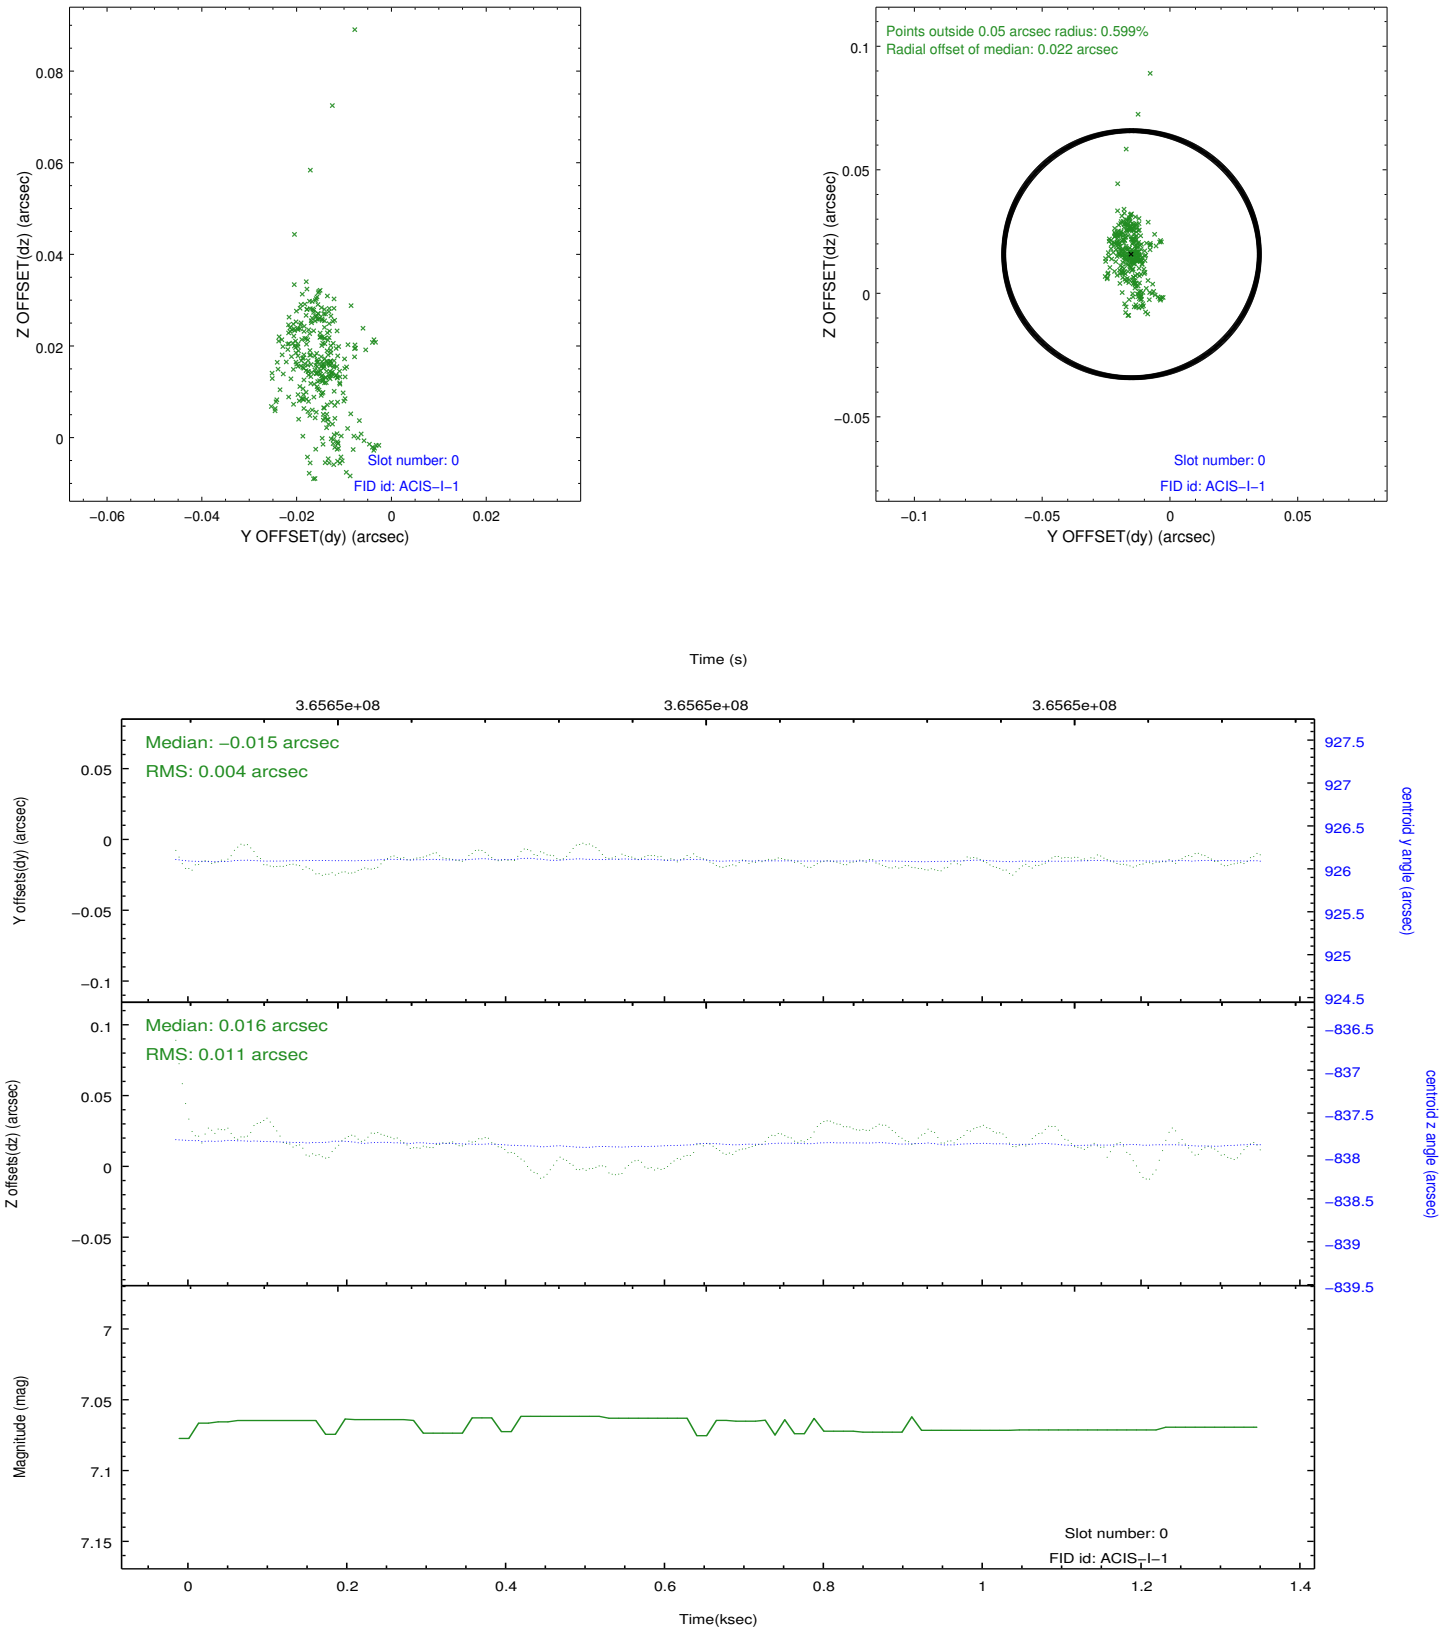 0.08
0.06
0.04
0.02
0
Z OFFSET(dz) (arcsec)
Slot number: 0
FID id: ACIS−I−1
−0.06
−0.04
−0.02
0
0.02
Y OFFSET(dy) (arcsec)
Points outside 0.05 arcsec radius: 0.599%
Radial offset of median: 0.022 arcsec
0.1
0.05
0
−0.05
Z OFFSET(dz) (arcsec)
Slot number: 0
FID id: ACIS−I−1
−0.1
−0.05
0
0.05
Y OFFSET(dy) (arcsec)
Time (s)
3.6565e+08
3.6565e+08
3.6565e+08
Median: −0.015 arcsec
RMS: 0.004 arcsec
0.05
0
−0.05
−0.1
Y offsets(dy) (arcsec)
927.5
927
926.5
926
925.5
925
924.5
centroid y angle (arcsec)
Median: 0.016 arcsec
RMS: 0.011 arcsec
0.1
0.05
0
−0.05
Z offsets(dz) (arcsec)
−836.5
−837
−837.5
−838
−838.5
−839
−839.5
centroid z angle (arcsec)
7
7.05
7.1
7.15
Magnitude (mag)
Slot number: 0
FID id: ACIS−I−1
0
0.2
0.4
0.6
0.8
1
1.2
1.4
Time(ksec)